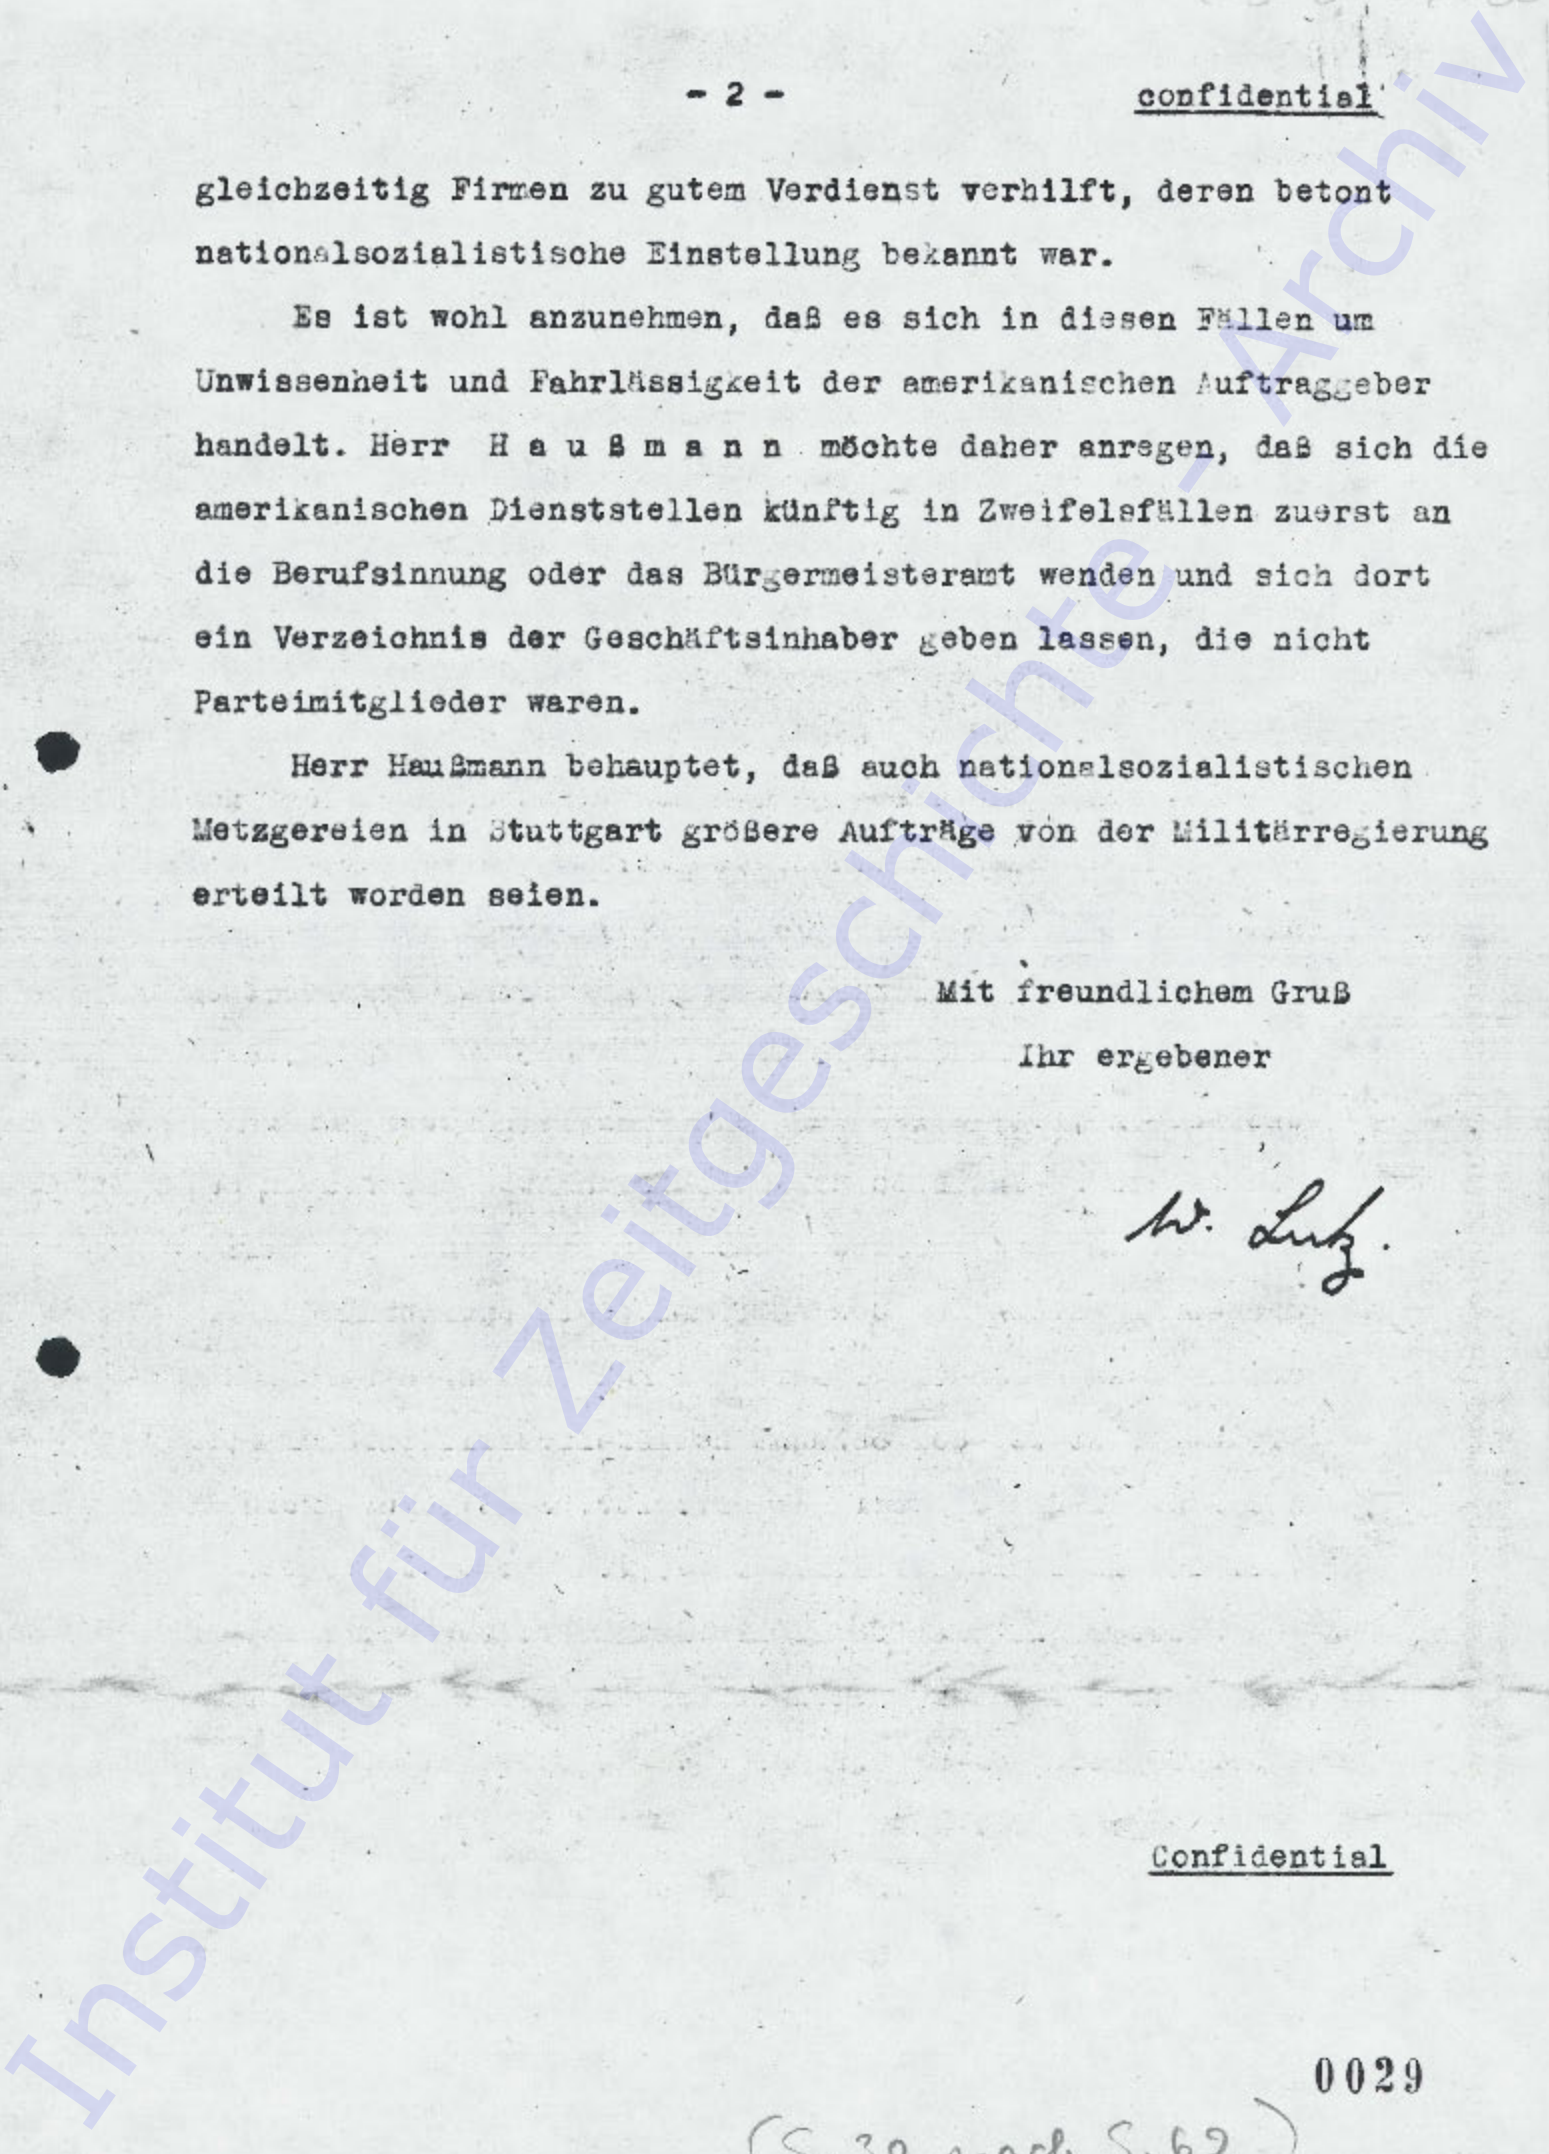 - 2 -
confidential
gleichzeitig Firmen zu gutem Verdienst verhilft, deren betont
nationalsozialistische Einstellung bekannt war.
Es ist wohl anzunehmen, daß es sich in diesen Fällen um
Unwissenheit und Fahrlässigkeit der amerikanischen Auftraggeber
handelt. Herr H a u ß m a n n möchte daher anregen, daß sich die
amerikanischen Dienststellen künftig in Zweifelsfällen zuerst an
die Berufsinnung oder das Bürgermeisteramt wenden und sich dort
ein Verzeichnis der Geschäftsinhaber geben lassen, die nicht
Parteimitglieder waren.
Herr Haußmann behauptet, daß auch nationalsozialistischen
Metzgereien in Stuttgart größere Aufträge von der Militärregierung
erteilt worden seien.
Mit freundlichem Gruß
Ihr ergebener
W. Lutz.
Confidential
0029
(S. 30 nach S. 62)
Institut für Zeitgeschichte - Archiv